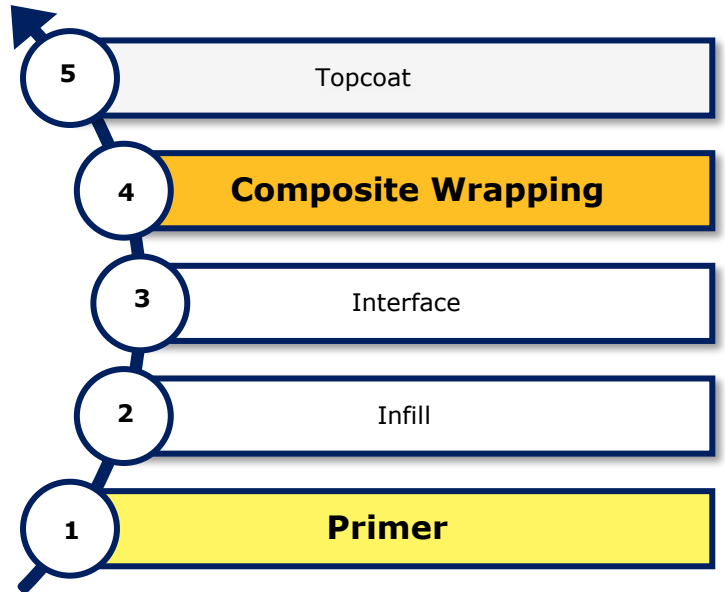 5 Topcoat
4 Composite Wrapping
3 Interface
2 Infill
1 Primer